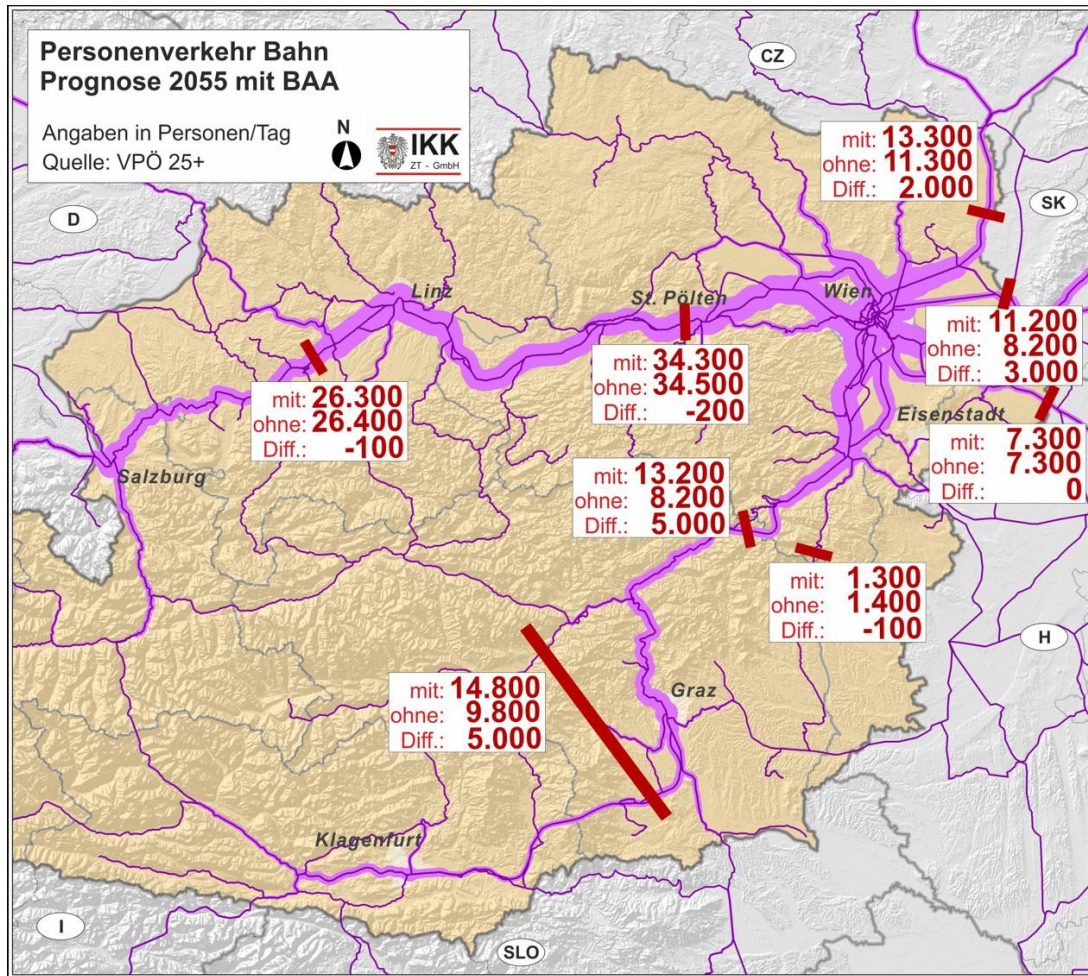 Personenverkehr Bahn
Prognose 2055 mit BAA
Angaben in Personen/Tag
Quelle: VPÖ 25+
N
IKK
ZT - GmbH
CZ
mit: 13.300
ohne: 11.300
Diff.: 2.000
D
SK
Linz
St. Pölten
Wien
mit: 11.200
ohne: 8.200
Diff.: 3.000
mit: 34.300
ohne: 34.500
Diff.: -200
mit: 26.300
ohne: 26.400
Diff.: -100
Eisenstadt
mit: 7.300
ohne: 7.300
Diff.: 0
Salzburg
mit: 13.200
ohne: 8.200
Diff.: 5.000
mit: 1.300
ohne: 1.400
Diff.: -100
H
mit: 14.800
ohne: 9.800
Diff.: 5.000
Graz
Klagenfurt
I
SLO